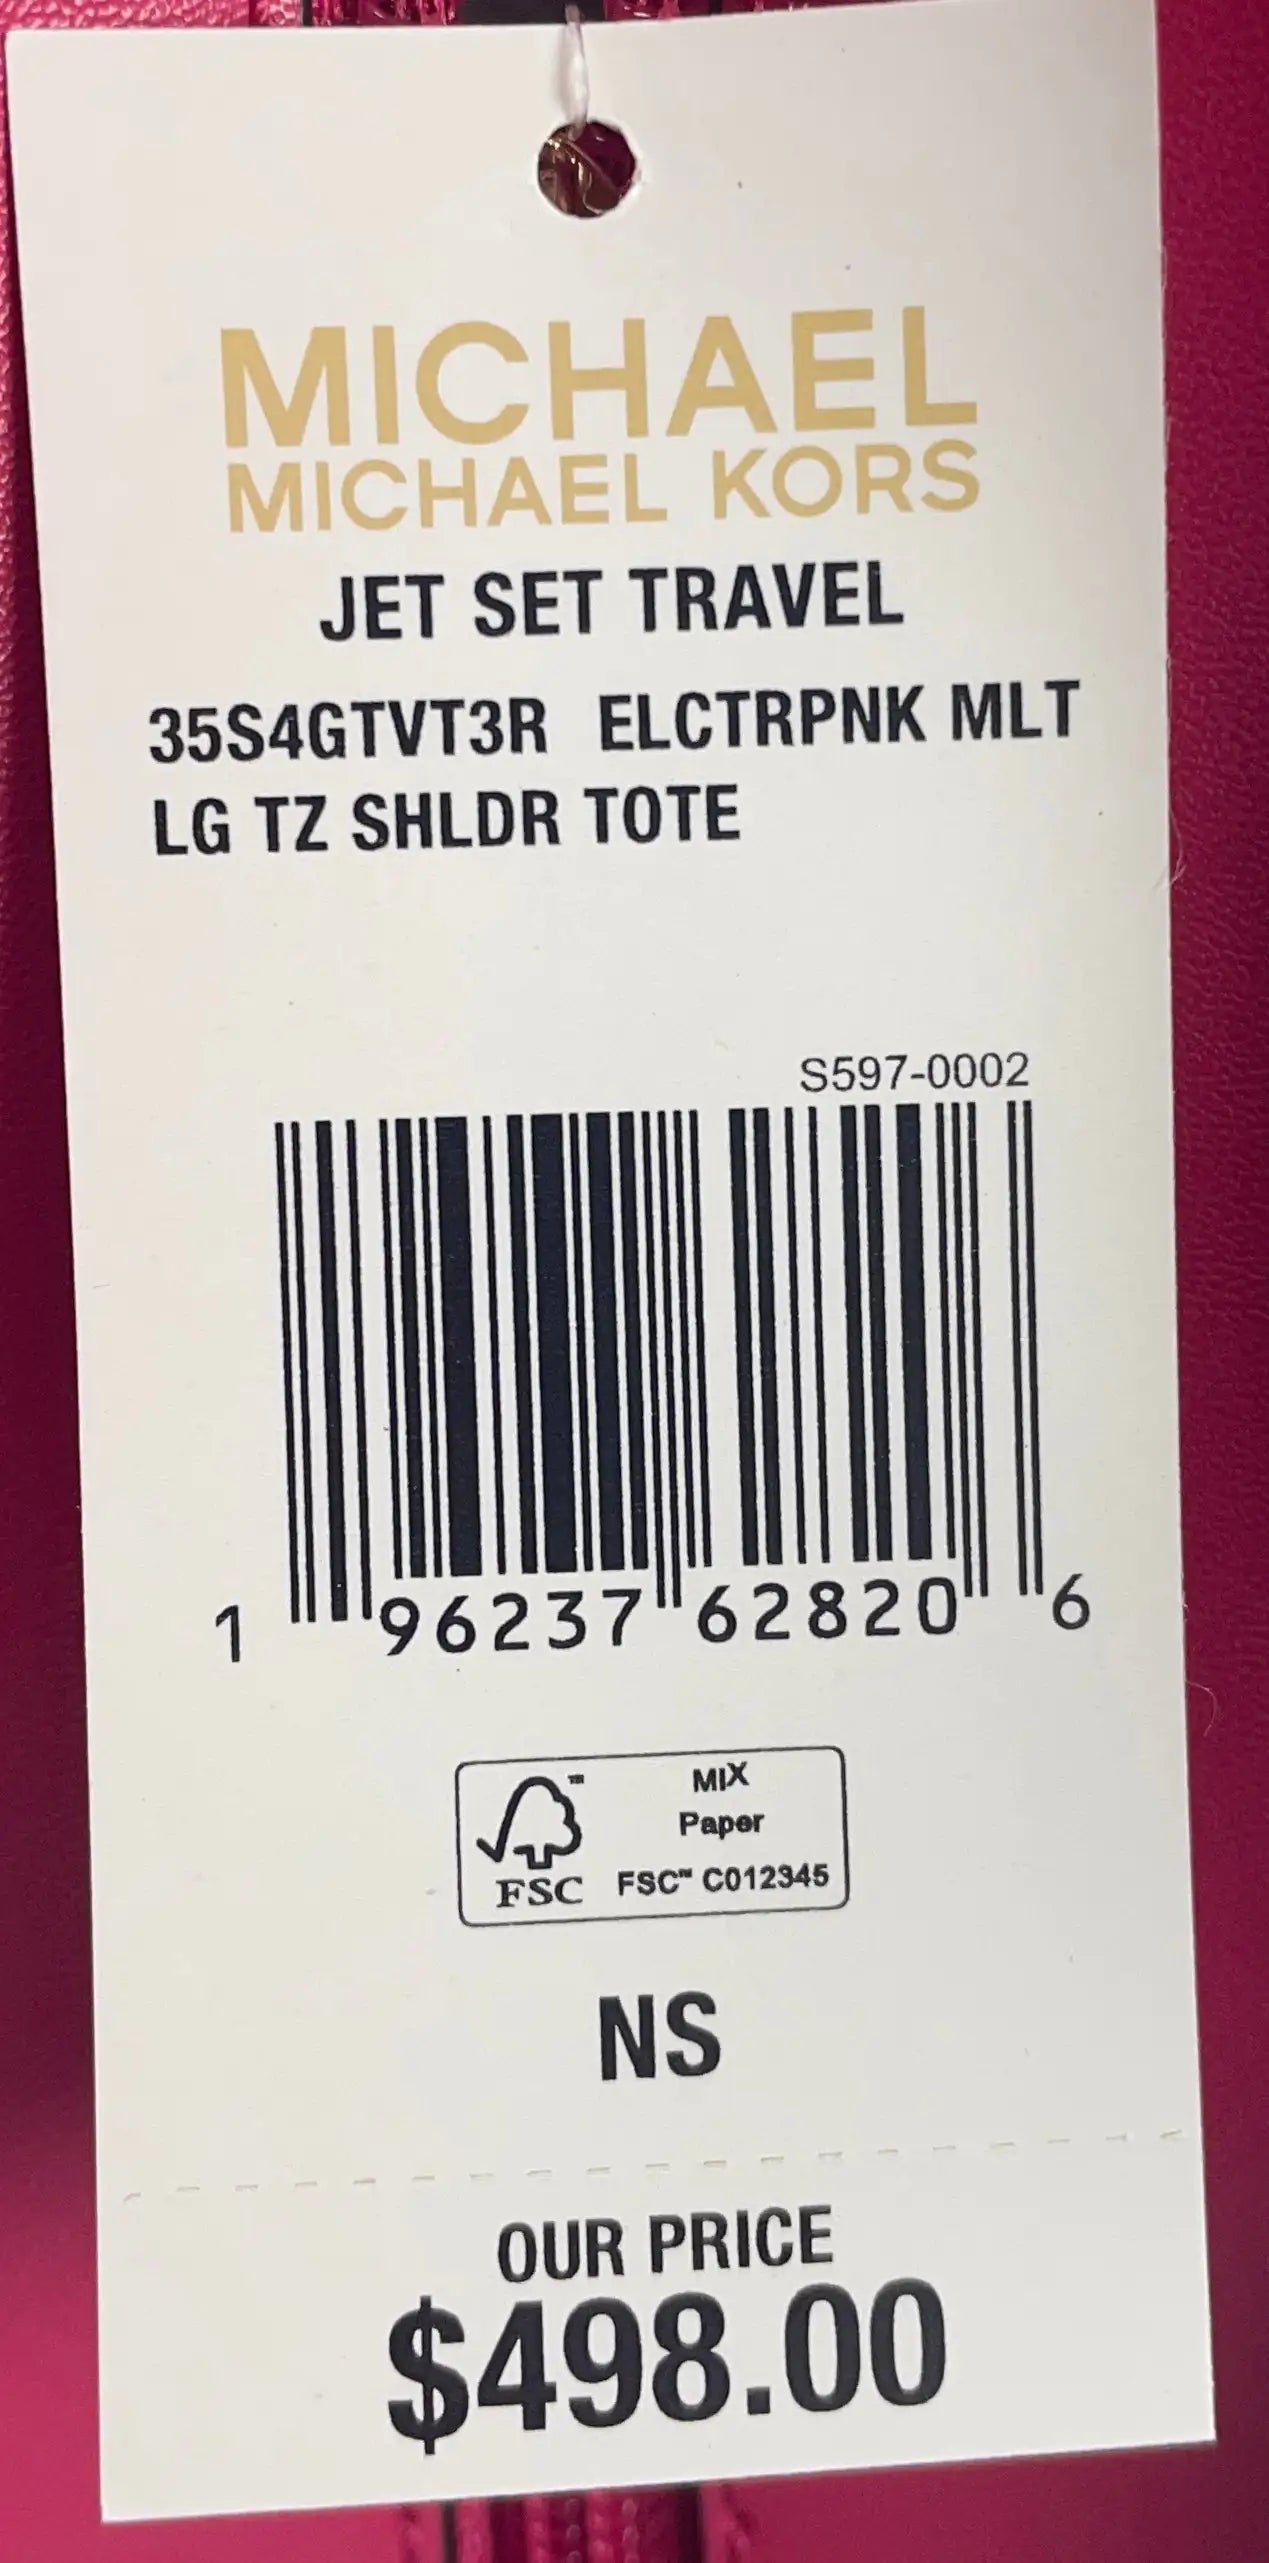 MICHAEL
MICHAEL KORS
JET SET TRAVEL
35S4GTVT3R ELCTRPNK MLT
LG TZ SHLDR TOTE
S597-0002
1 96237 62820 6
MIX
Paper
FSC™ C012345
™
FSC
NS
OUR PRICE
$498.00